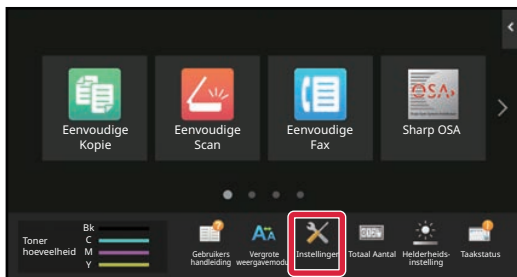 Eenvoudige
Kopie
Eenvoudige
Scan
Eenvoudige
Fax
Sharp OSA
Toner
hoeveelheid
Bk
C
M
Y
Gebruikers
handleiding
Vergrote
weergavemodus
Instellingen
Totaal Aantal
Helderheids-
instelling
Taakstatus